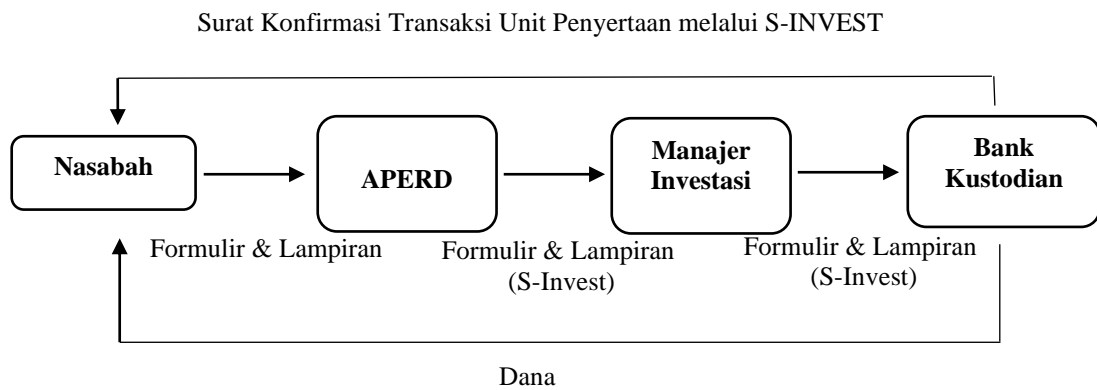 Surat Konfirmasi Transaksi Unit Penyertaan melalui S-INVEST
Nasabah
APERD
Manajer
Investasi
Bank
Kustodian
Formulir & Lampiran
Formulir & Lampiran
(S-Invest)
Formulir & Lampiran
(S-Invest)
Dana